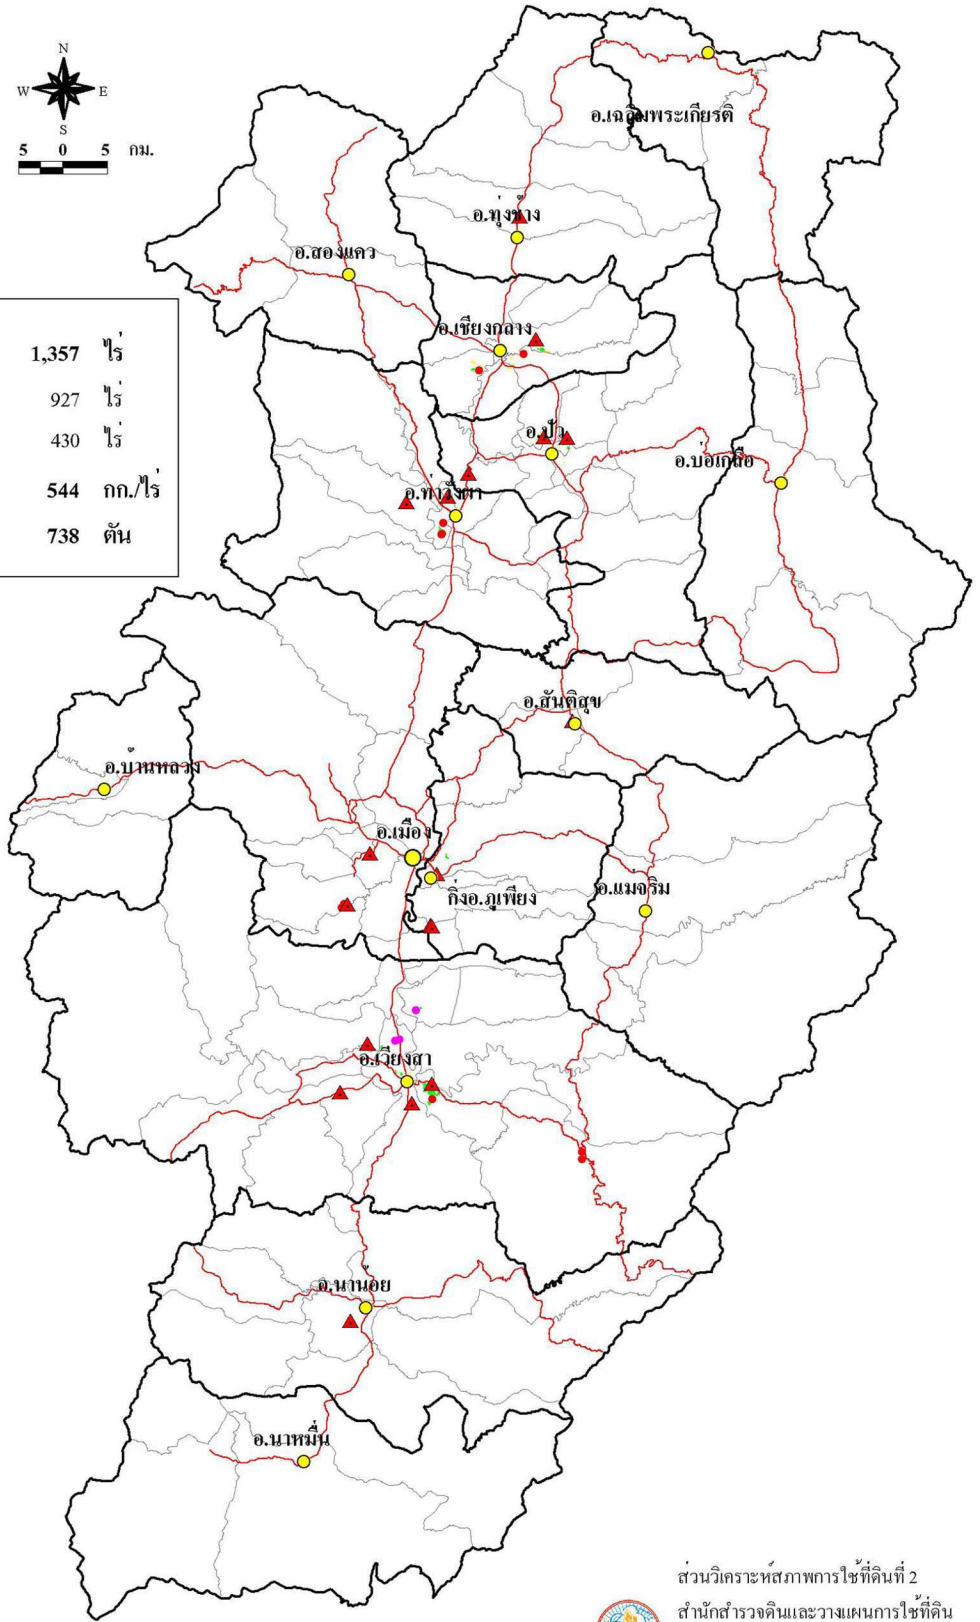 N
W E
S
5 0 5 กม.
อ.เฉลิมพระเกียรติ
อ.ทุ่งช้าง
อ.สองแคว
อ.เชียงกลาง
1,357 ไร่
927 ไร่
430 ไร่
544 กก./ไร่
738 ตัน
อ.ปัว
อ.บ่อเกลือ
อ.ท่าวังผา
อ.สันติสุข
อ.บ้านหลวง
อ.เมือง
กิ่งอ.ภูเพียง
อ.แม่จริม
อ.เวียงสา
อ.นาน้อย
อ.นาหมื่น
ส่วนวิเคราะห์สภาพการใช้ที่ดินที่ 2
สำนักสำรวจดินและวางแผนการใช้ที่ดิน